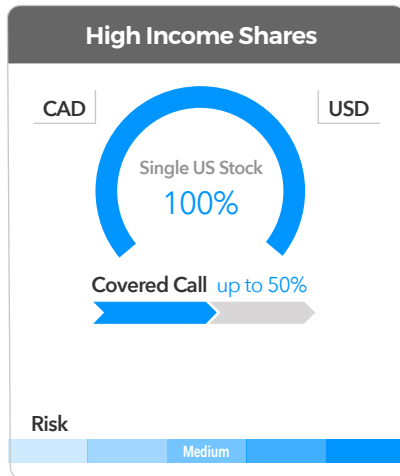 High Income Shares
CAD
USD
Single US Stock
100%
Covered Call up to 50%
Risk
Medium